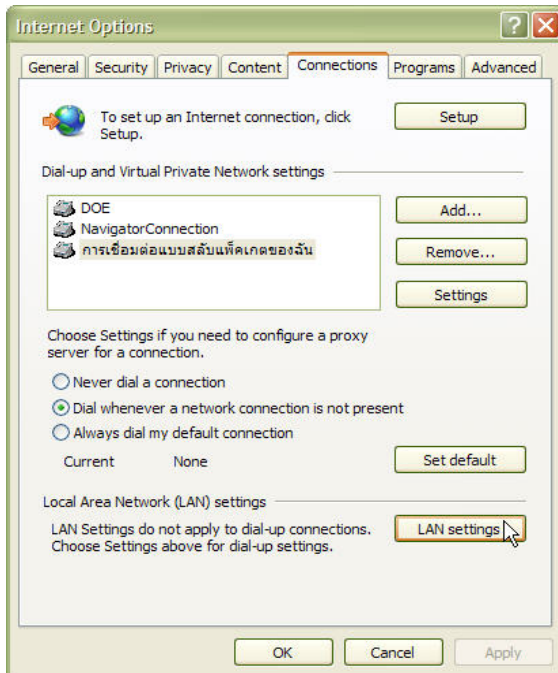 Internet Options
General Security Privacy Content Connections Programs Advanced
To set up an Internet connection, click
Setup.
Setup
Dial-up and Virtual Private Network settings
DOE
NavigatorConnection
การเชื่อมต่อแบบสลับแพ็คเกตของฉัน
Add...
Remove...
Settings
Choose Settings if you need to configure a proxy
server for a connection.
Never dial a connection
Dial whenever a network connection is not present
Always dial my default connection
Current None
Set default
Local Area Network (LAN) settings
LAN Settings do not apply to dial-up connections.
Choose Settings above for dial-up settings.
LAN settings
OK Cancel Apply